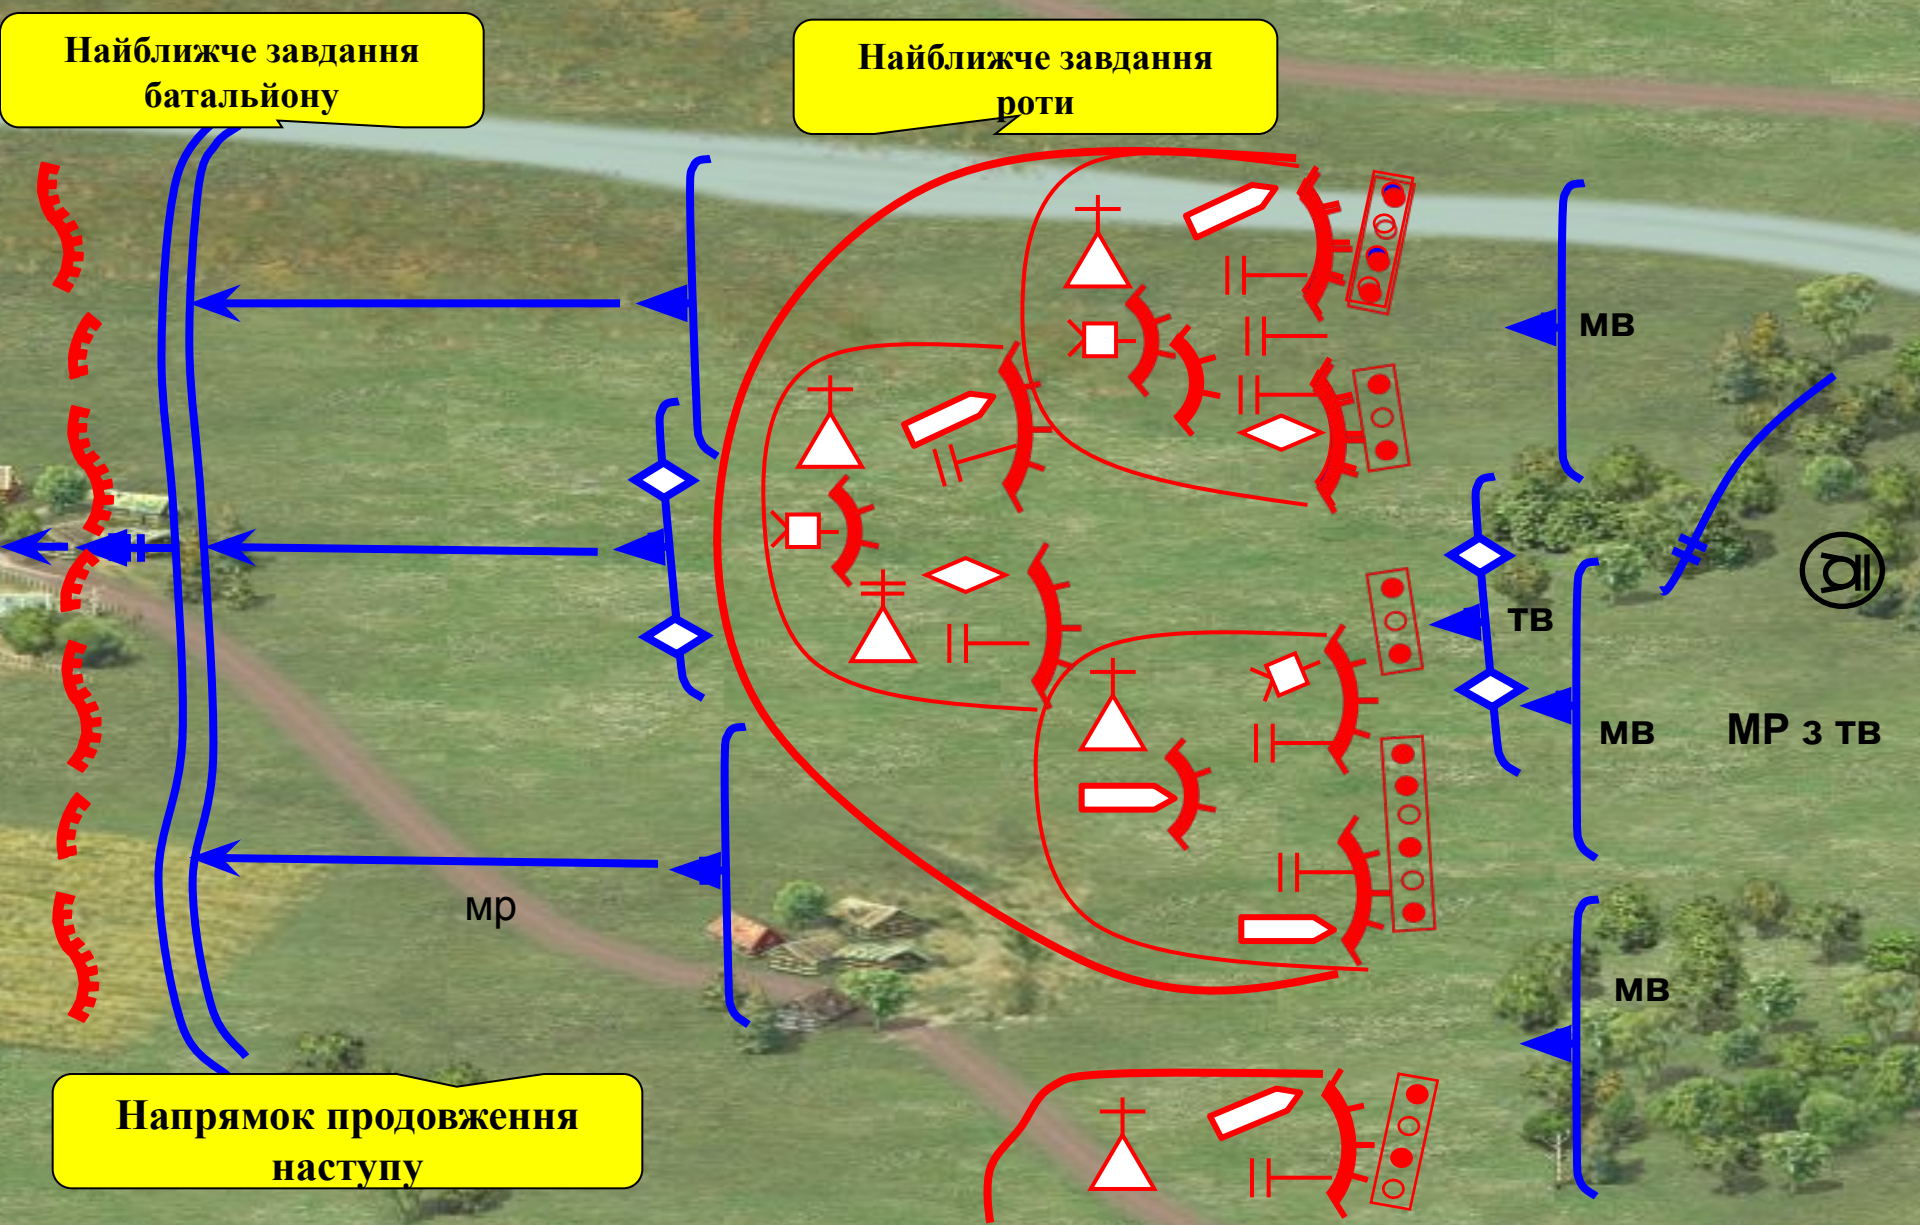 Найближче завдання
батальйону
Найближче завдання
роти
мв
тв
мв
МР з тв
мр
мв
Напрямок продовження
наступу